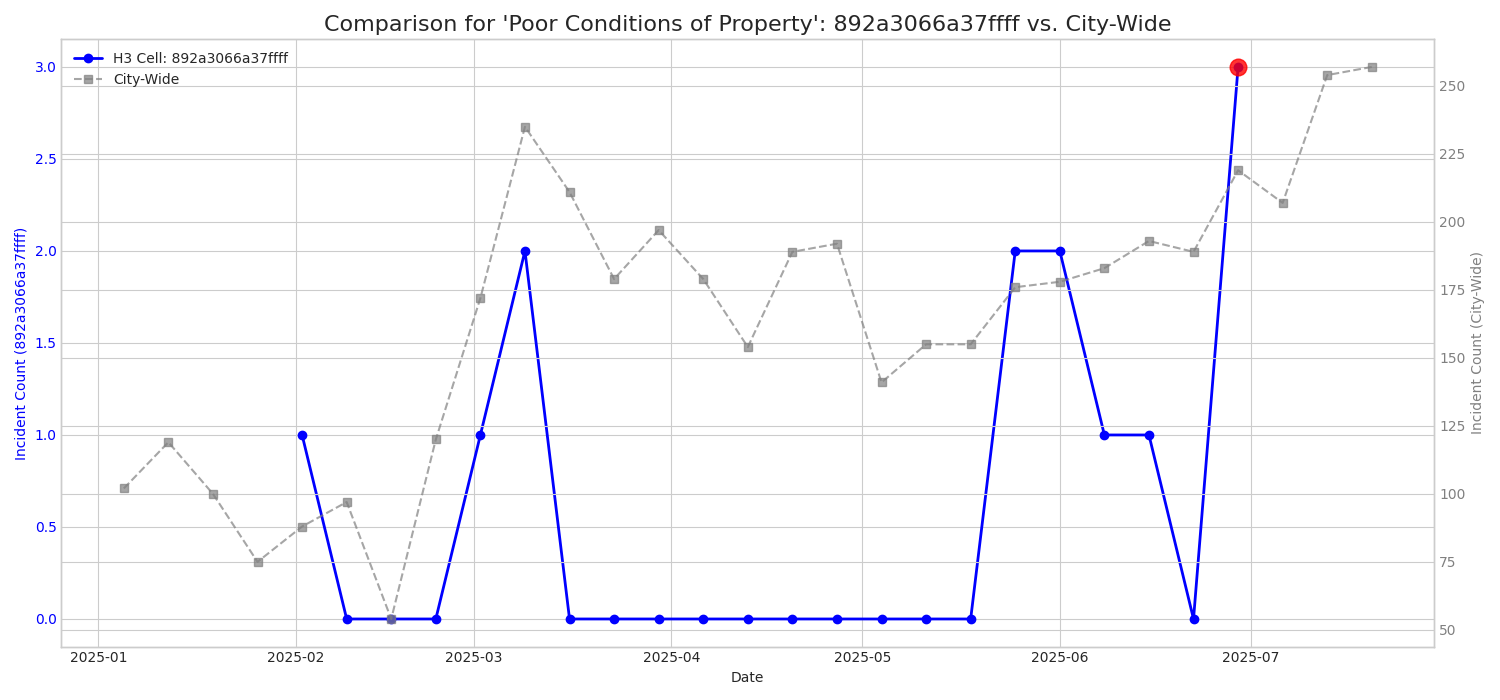 Comparison for 'Poor Conditions of Property': 892a3066a37ffff vs. City-Wide
H3 Cell: 892a3066a37ffff
City-Wide
Incident Count (892a3066a37ffff)
3.0
2.5
2.0
1.5
1.0
0.5
0.0
250
225
200
175
150
125
100
75
50
Incident Count (City-Wide)
2025-01 2025-02 2025-03 2025-04 2025-05 2025-06 2025-07
Date